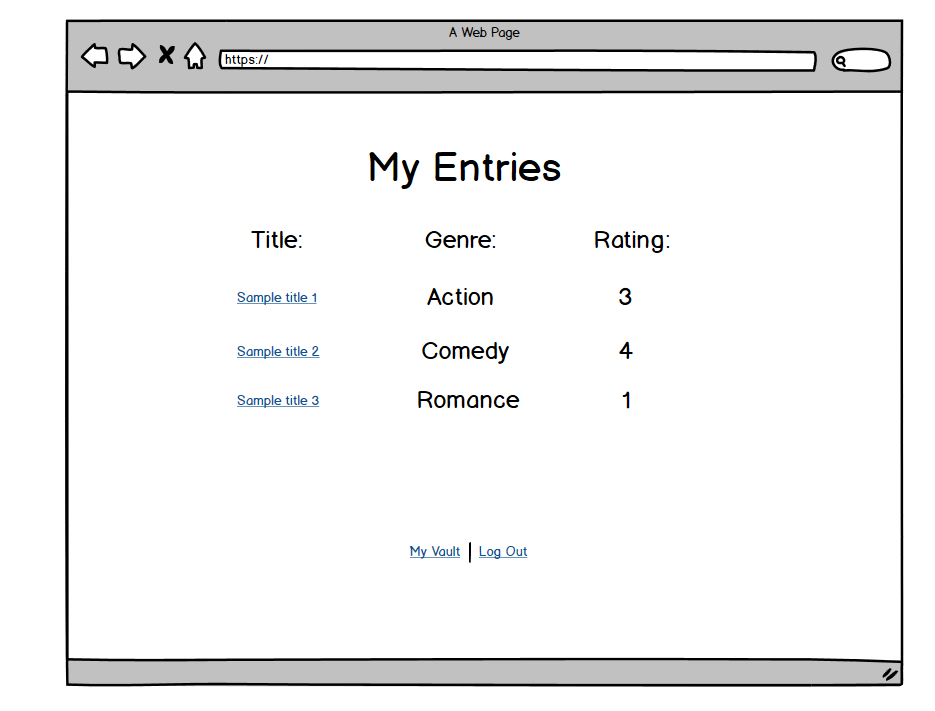 A Web Page
https://
My Entries
Title: Genre: Rating:
Sample title 1 Action 3
Sample title 2 Comedy 4
Sample title 3 Romance 1
My Vault | Log Out